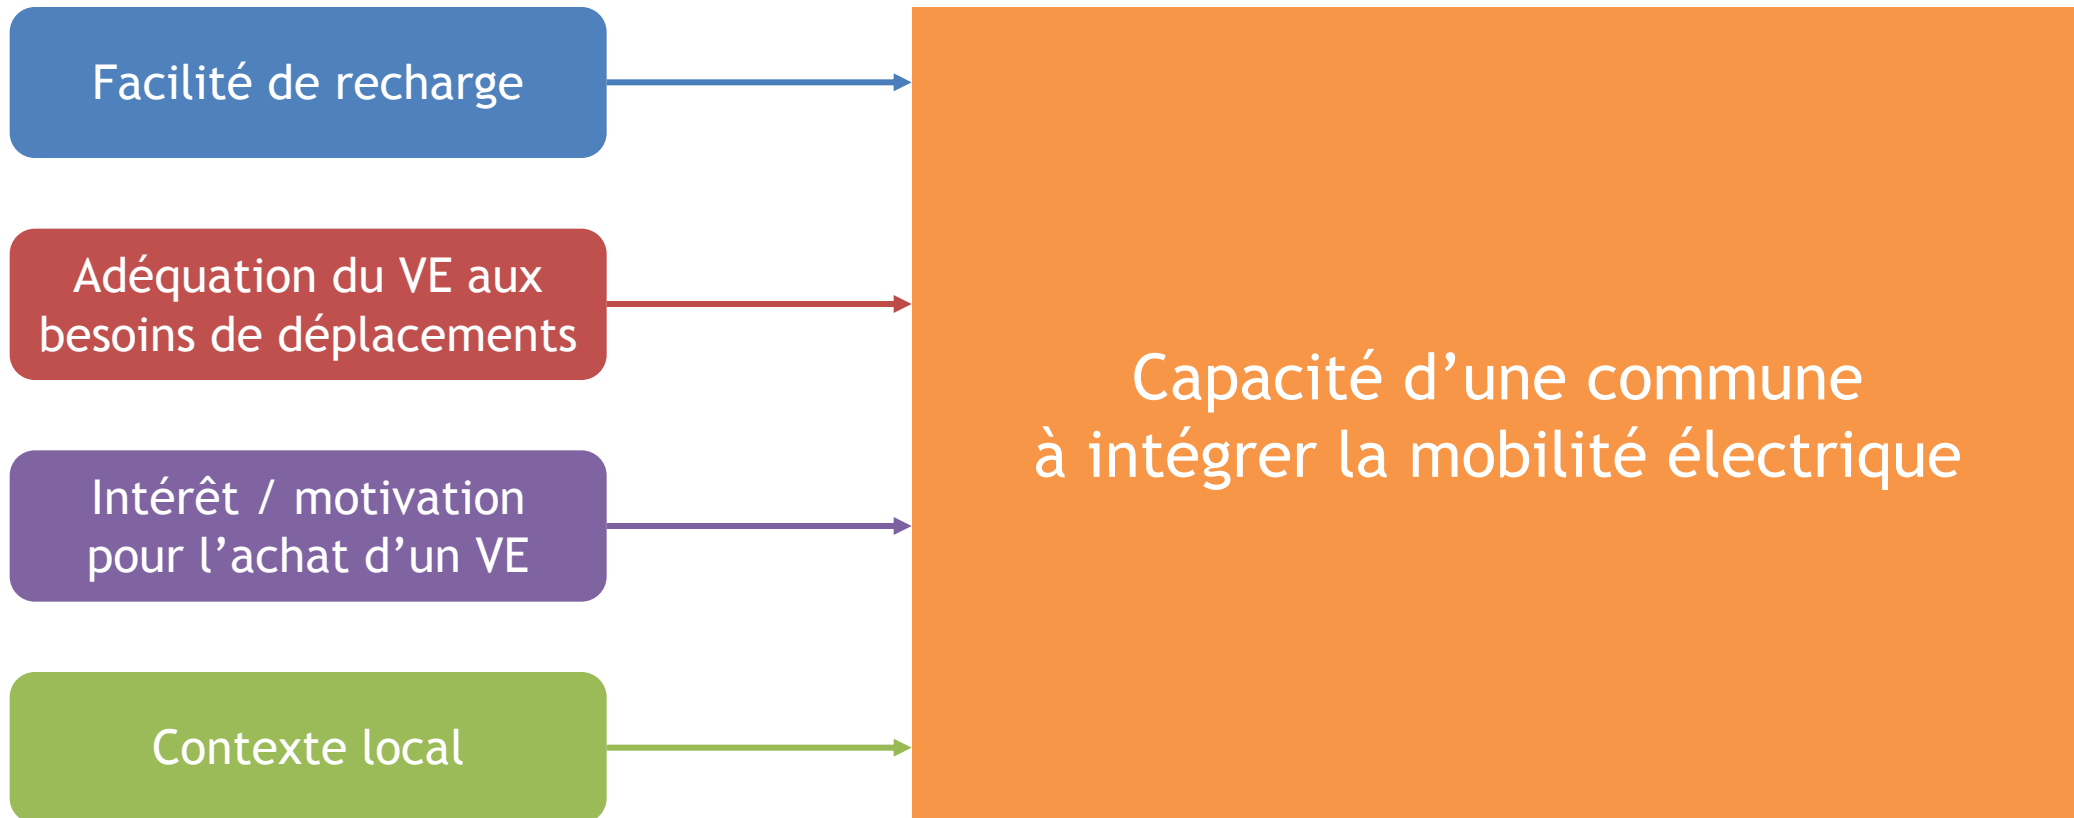 Facilité de recharge
Adéquation du VE aux
besoins de déplacements
Intérêt / motivation
pour l’achat d’un VE
Contexte local
Capacité d’une commune
à intégrer la mobilité électrique